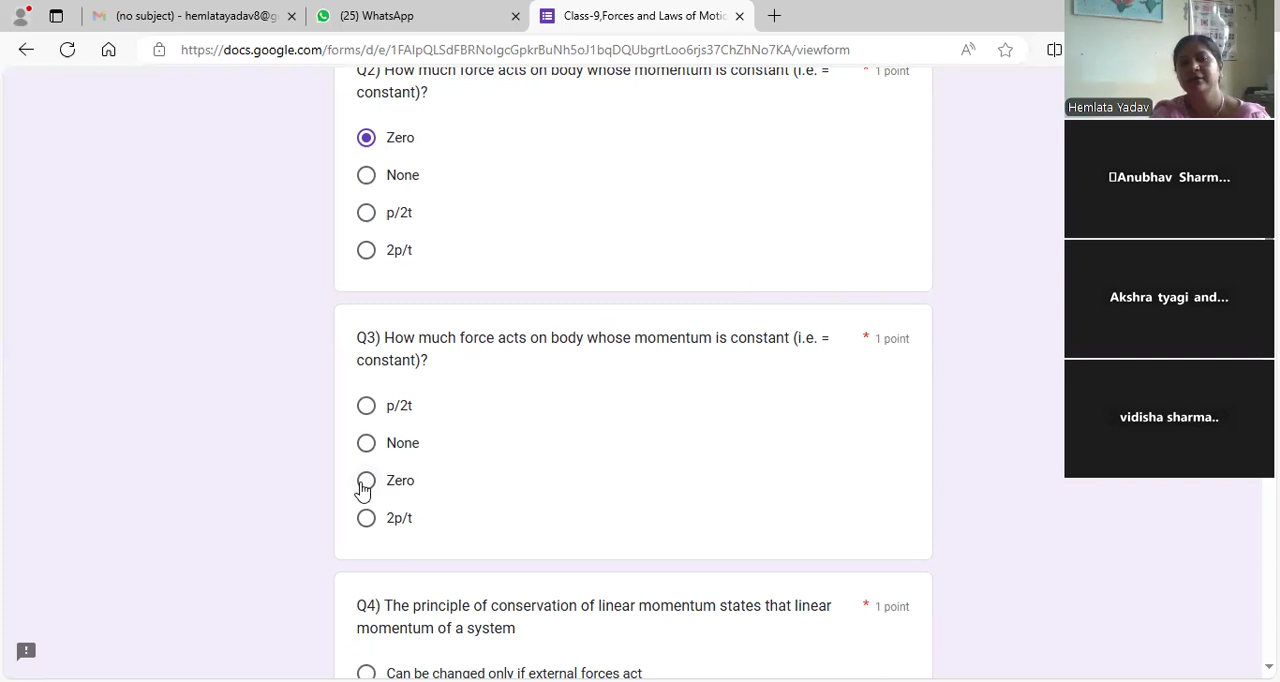 (no subject) - hemlatayadav8@g
(25) WhatsApp
Class-9,Forces and Laws of Motio
https://docs.google.com/forms/d/e/1FAIpQLSdFBRNoIgcGpkrBuNh5oJ1bqDQUbgrtLoo6rjs37ChZhNo7KA/viewform
Hemlata Yadav
Anubhav Sharm...
Akshra tyagi and...
vidisha sharma..
Q2) How much force acts on body whose momentum is constant (i.e. =
constant)?
* 1 point
Zero
None
p/2t
2p/t
Q3) How much force acts on body whose momentum is constant (i.e. =
constant)?
* 1 point
p/2t
None
Zero
2p/t
Q4) The principle of conservation of linear momentum states that linear
momentum of a system
* 1 point
Can be changed only if external forces act